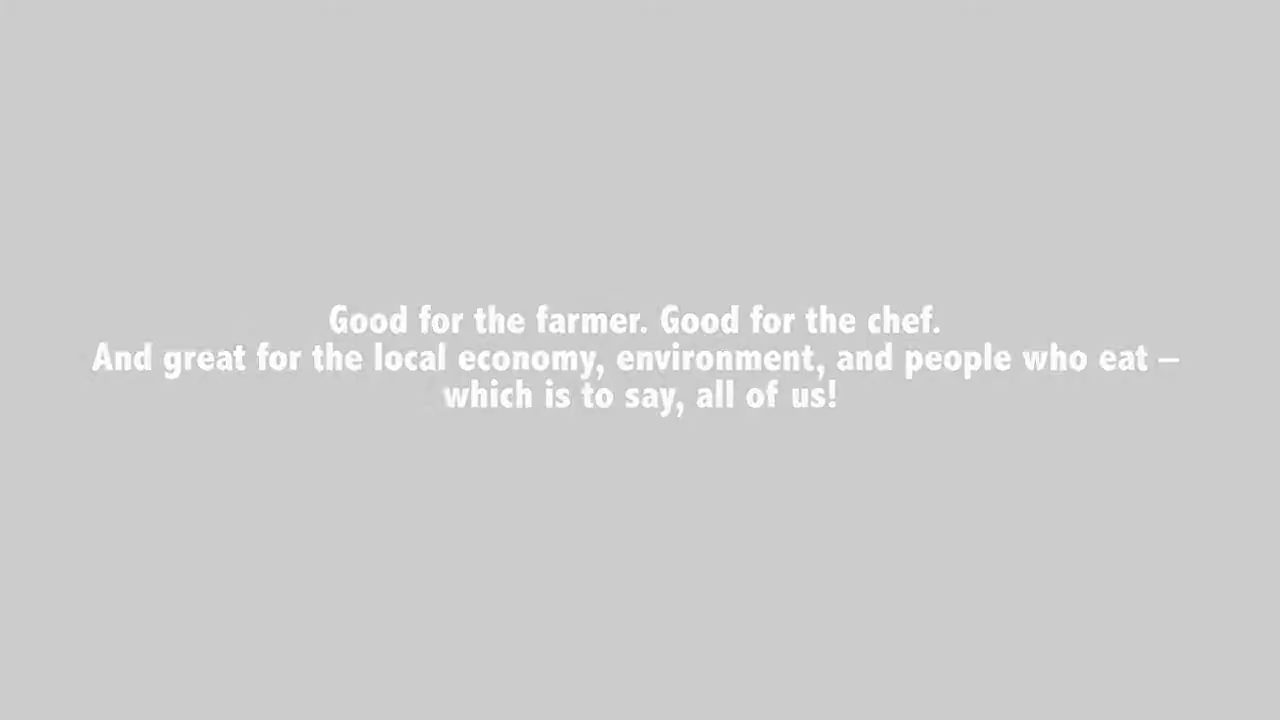 Good for the farmer. Good for the chef.
And great for the local economy, environment, and people who eat –
which is to say, all of us!